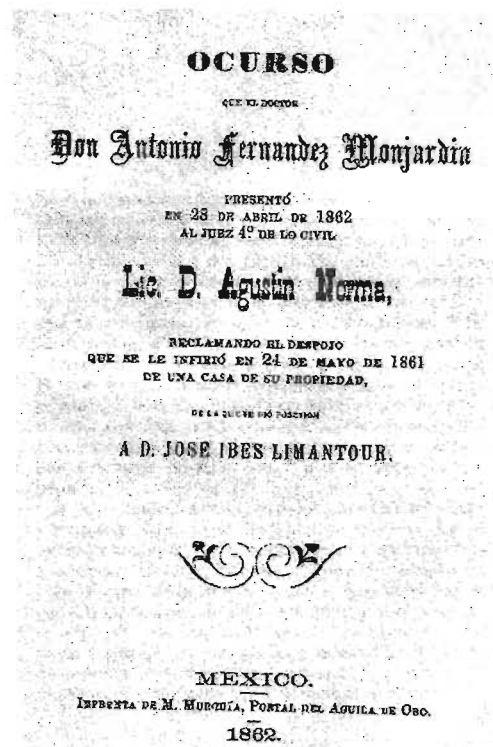 OCURSO
QUE EL DOCTOR
Don Antonio Fernandez Monjardin
PRESENTÓ
EN 23 DE ABRIL DE 1862
AL JUEZ 4º DE LO CIVIL
Lic. D. Agustin Norma,
RECLAMANDO EL DESPOJO
QUE SE LE INFIRIÓ EN 24 DE MAYO DE 1861
DE UNA CASA DE SU PROPIEDAD,
DE LA QUE SE DIÓ POSESION
A D. JOSE IBES LIMANTOUR.
MEXICO.
IMPRENTA DE M. MURGUÍA, PORTAL DEL AGUILA DE ORO.
1862.